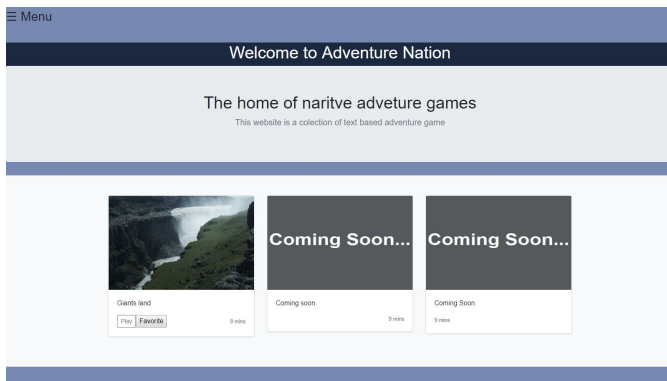 ☰ Menu
Welcome to Adventure Nation
The home of naritve adveture games
This website is a colection of text based adventure game
Coming Soon...
Coming Soon...
Giants land
Play Favorite 9 mins
Coming soon
9 mins
Coming Soon
9 mins